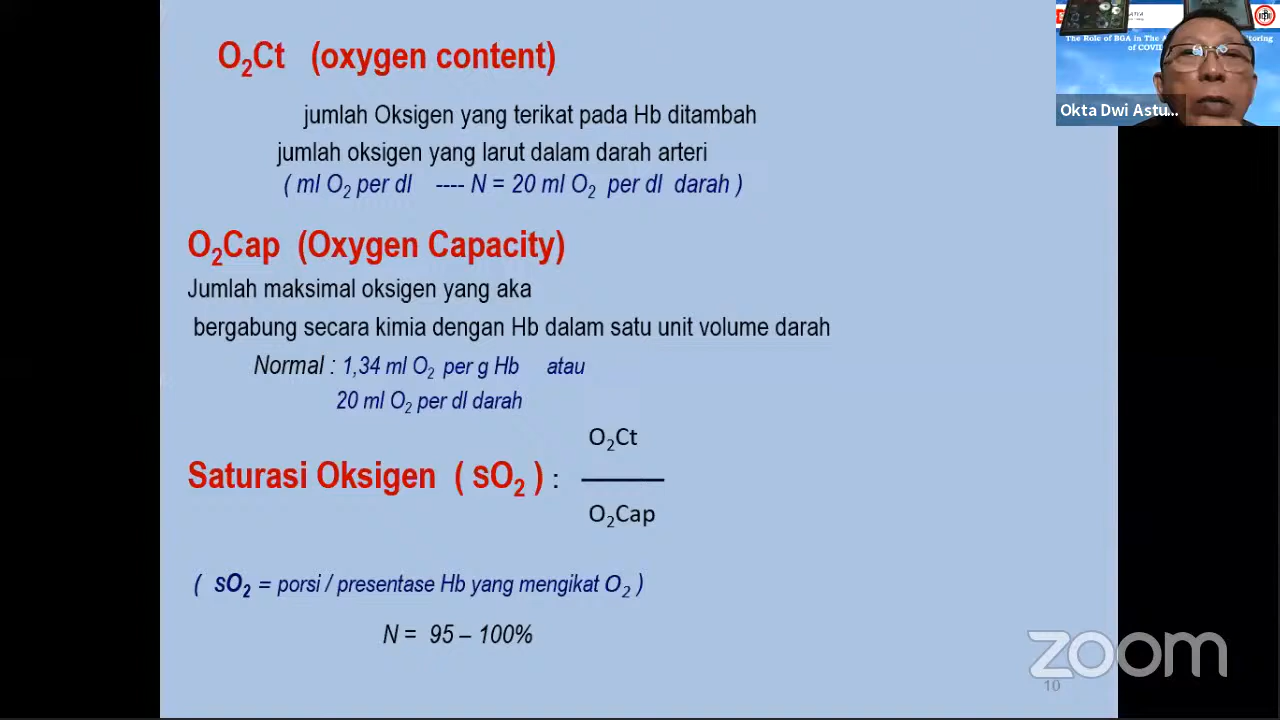 O₂Ct (oxygen content)
jumlah Oksigen yang terikat pada Hb ditambah
jumlah oksigen yang larut dalam darah arteri
( ml O₂ per dl ---- N = 20 ml O₂ per dl darah )
O₂Cap (Oxygen Capacity)
Jumlah maksimal oksigen yang aka
bergabung secara kimia dengan Hb dalam satu unit volume darah
Normal : 1,34 ml O₂ per g Hb atau
20 ml O₂ per dl darah
O₂Ct
Saturasi Oksigen ( sO₂ ) :
O₂Cap
( sO₂ = porsi / presentase Hb yang mengikat O₂ )
N = 95 – 100%
10
zoom
The Role of BGA in The
of COVI
Okta Dwi Astu...